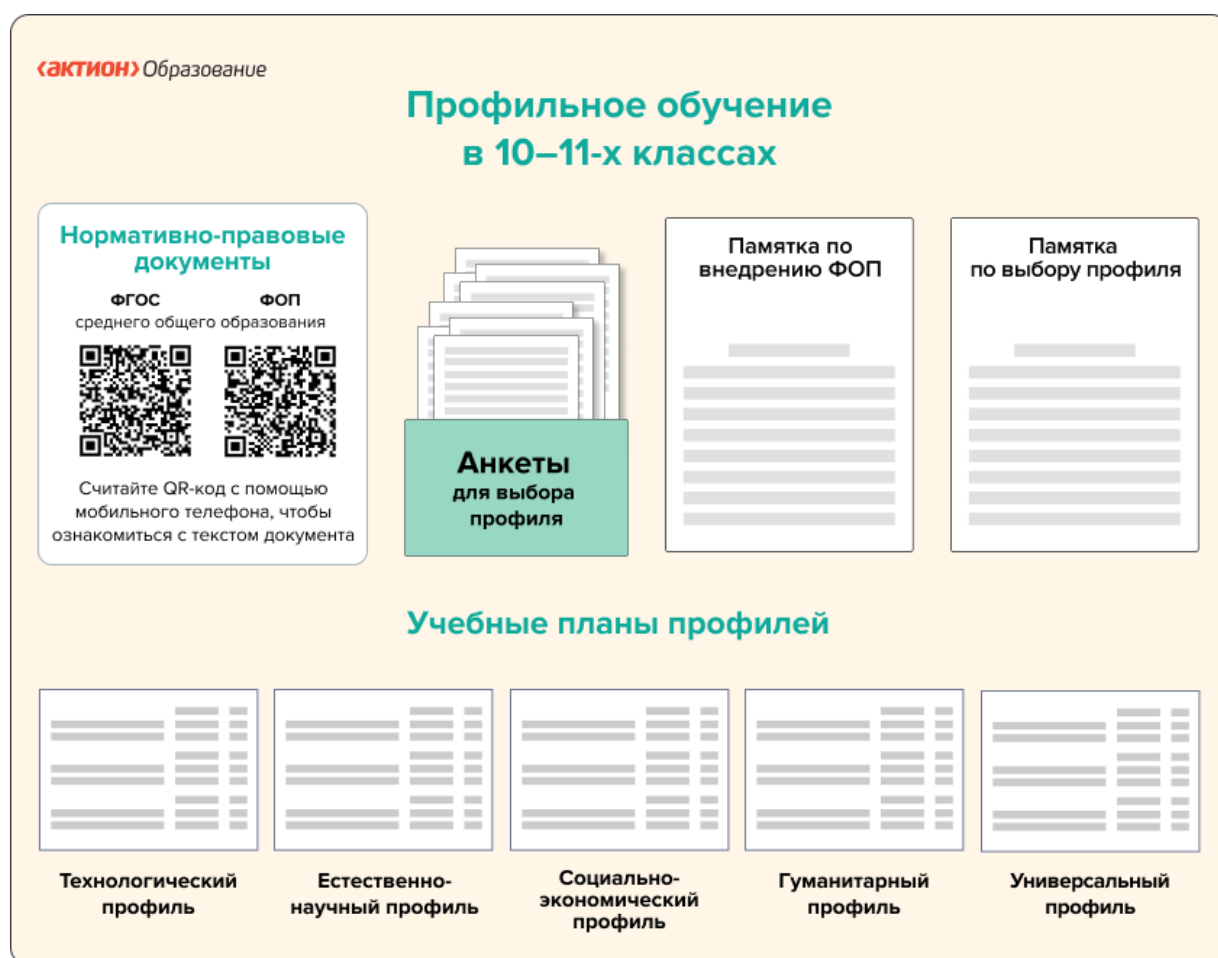 ‹актион› Образование
Профильное обучение
в 10–11-х классах
Нормативно-правовые
документы
ФГОС ФОП
среднего общего образования
Считайте QR-код с помощью
мобильного телефона, чтобы
ознакомиться с текстом документа
Анкеты
для выбора
профиля
Памятка по
внедрению ФОП
Памятка
по выбору профиля
Учебные планы профилей
Технологический
профиль
Естественно-
научный профиль
Социально-
экономический
профиль
Гуманитарный
профиль
Универсальный
профиль